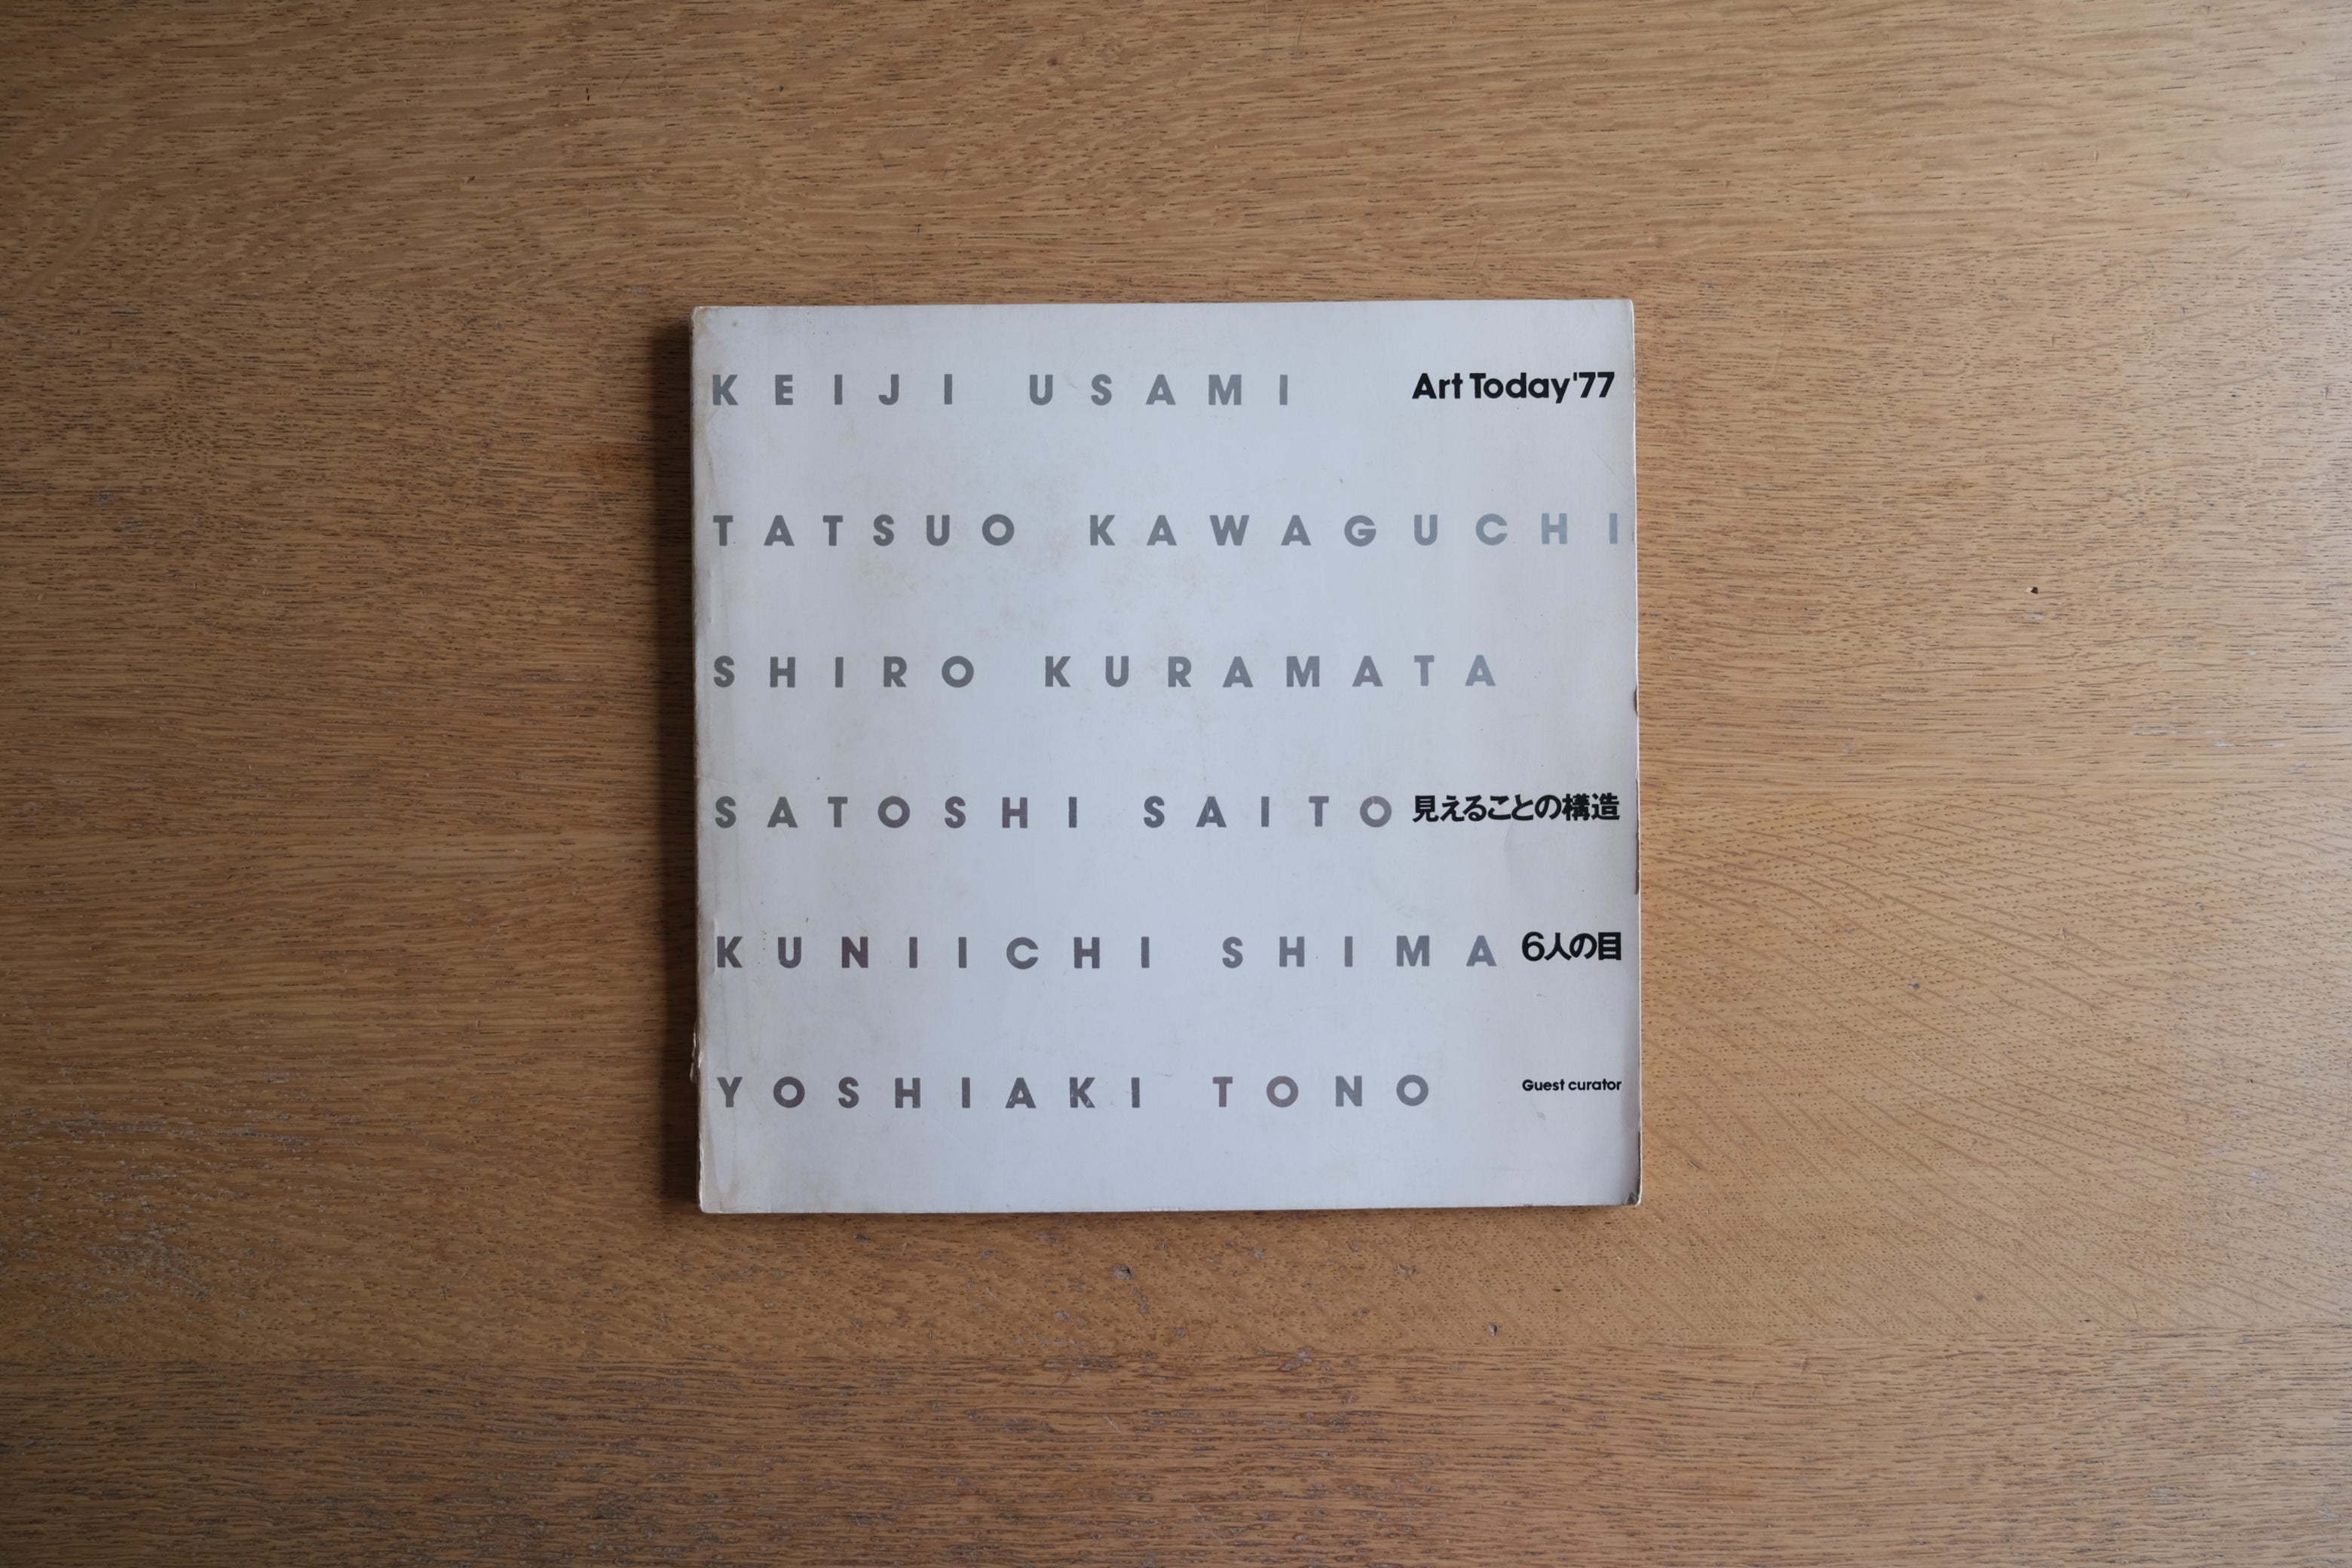 KEIJI USAMI Art Today'77
TATSUO KAWAGUCHI
SHIRO KURAMATA
SATOSHI SAITO 見えることの構造
KUNIICHI SHIMA 6人の目
YOSHIAKI TONO Guest curator